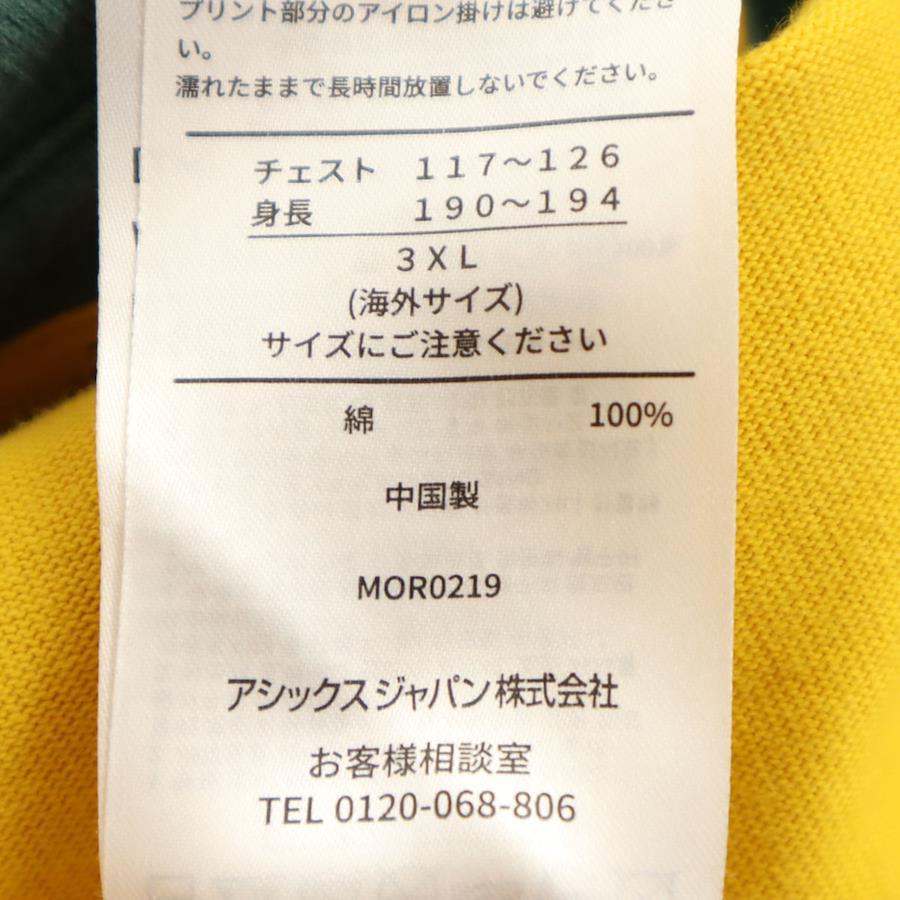 プリント部分のアイロン掛けは避けてくださ
い。
濡れたままで長時間放置しないでください。
チェスト 117～126
身長 190～194
3XL
(海外サイズ)
サイズにご注意ください
綿 100%
中国製
MOR0219
アシックスジャパン株式会社
お客様相談室
TEL 0120-068-806